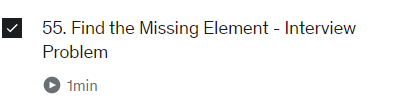 55. Find the Missing Element - Interview
Problem
1min